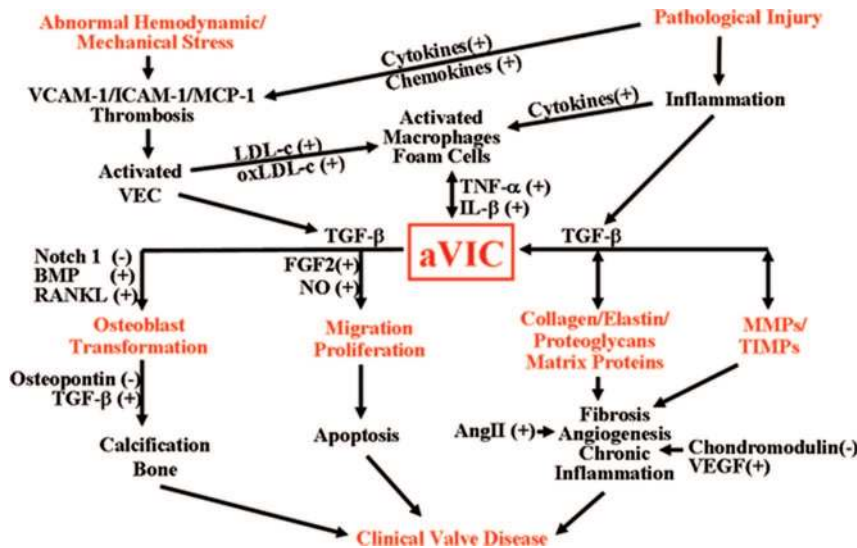 Abnormal Hemodynamic/
Mechanical Stress
Pathological Injury
Cytokines(+)
Chemokines (+)
VCAM-1/ICAM-1/MCP-1
Thrombosis
Activated
Macrophages
Foam Cells
Cytokines(+)
Inflammation
Activated
VEC
LDL-c (+)
oxLDL-c (+)
TNF-α (+)
IL-β (+)
TGF-β
aVIC
TGF-β
Notch 1 (-)
BMP (+)
RANKL (+)
FGF2(+)
NO (+)
Osteoblast
Transformation
Migration
Proliferation
Collagen/Elastin/
Proteoglycans
Matrix Proteins
MMPs/
TIMPs
Osteopontin (-)
TGF-β (+)
Calcification
Bone
Apoptosis
AngII (+)
Fibrosis
Angiogenesis
Chronic
Inflammation
Chondromodulin(-)
VEGF(+)
Clinical Valve Disease